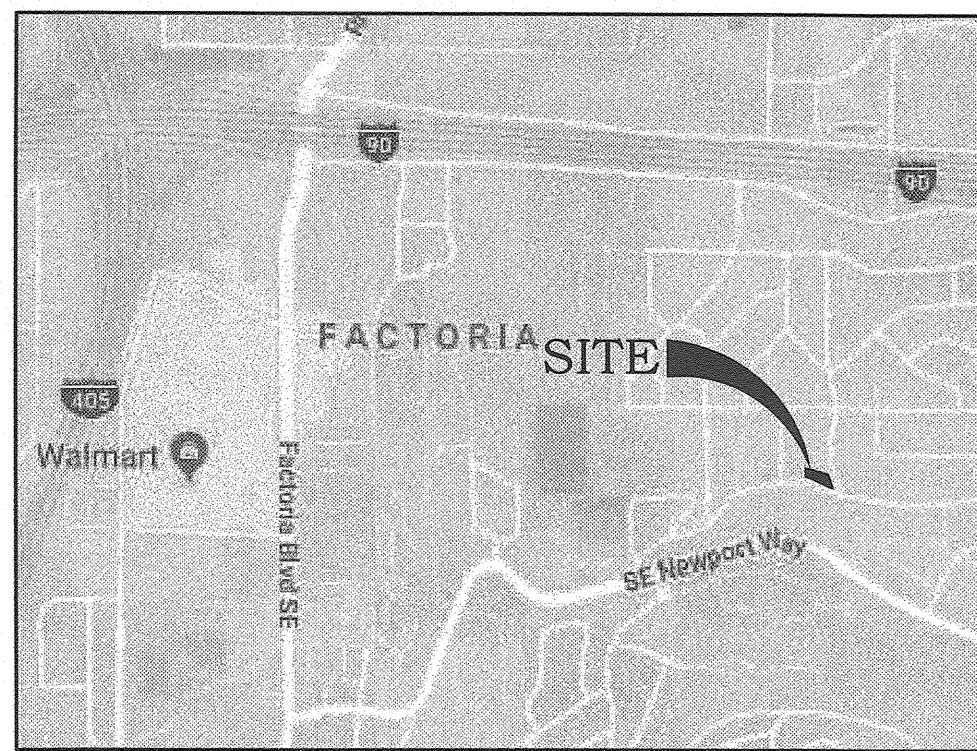 90
90
FACTORIA
SITE
405
Walmart
Factoria Blvd SE
SE Newport Way